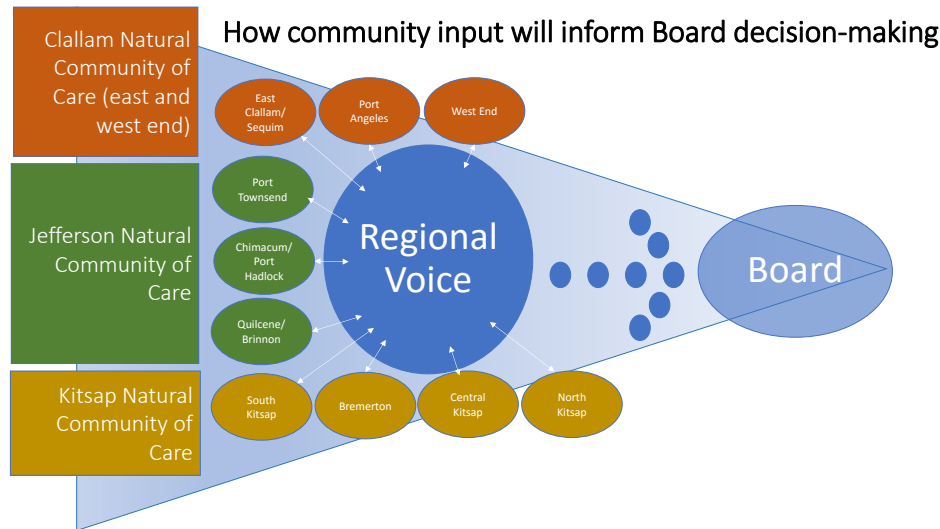 How community input will inform Board decision-making
Clallam Natural
Community of
Care (east and
west end)
East
Clallam/
Sequim
Port
Angeles
West End
Jefferson Natural
Community of
Care
Port
Townsend
Chimacum/
Port
Hadlock
Quilcene/
Brinnon
Regional
Voice
Board
Kitsap Natural
Community of
Care
South
Kitsap
Bremerton
Central
Kitsap
North
Kitsap